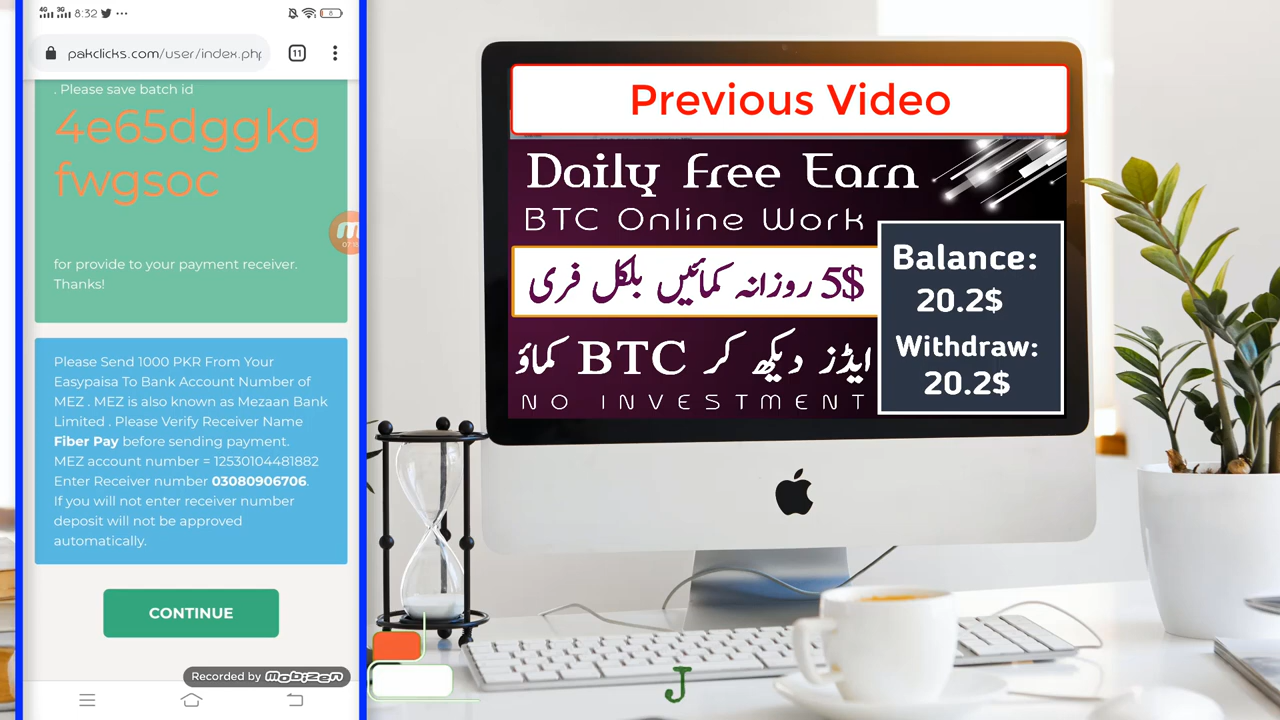 4G 3G 8:32
8
pakclicks.com/user/index.php
11
. Please save batch id
4e65dggkg
fwgsoc
for provide to your payment receiver.
Thanks!
Please Send 1000 PKR From Your
Easypaisa To Bank Account Number of
MEZ . MEZ is also known as Mezaan Bank
Limited . Please Verify Receiver Name
Fiber Pay before sending payment.
MEZ account number = 12530104481882
Enter Receiver number 03080906706.
If you will not enter receiver number
deposit will not be approved
automatically.
CONTINUE
Recorded by mobizen
Previous Video
Daily Free Earn
BTC Online Work
5$ روزانہ کمائیں بلکل فری
ایڈز دیکھ کر BTC کماؤ
NO INVESTMENT
Balance:
20.2$
Withdraw:
20.2$
J